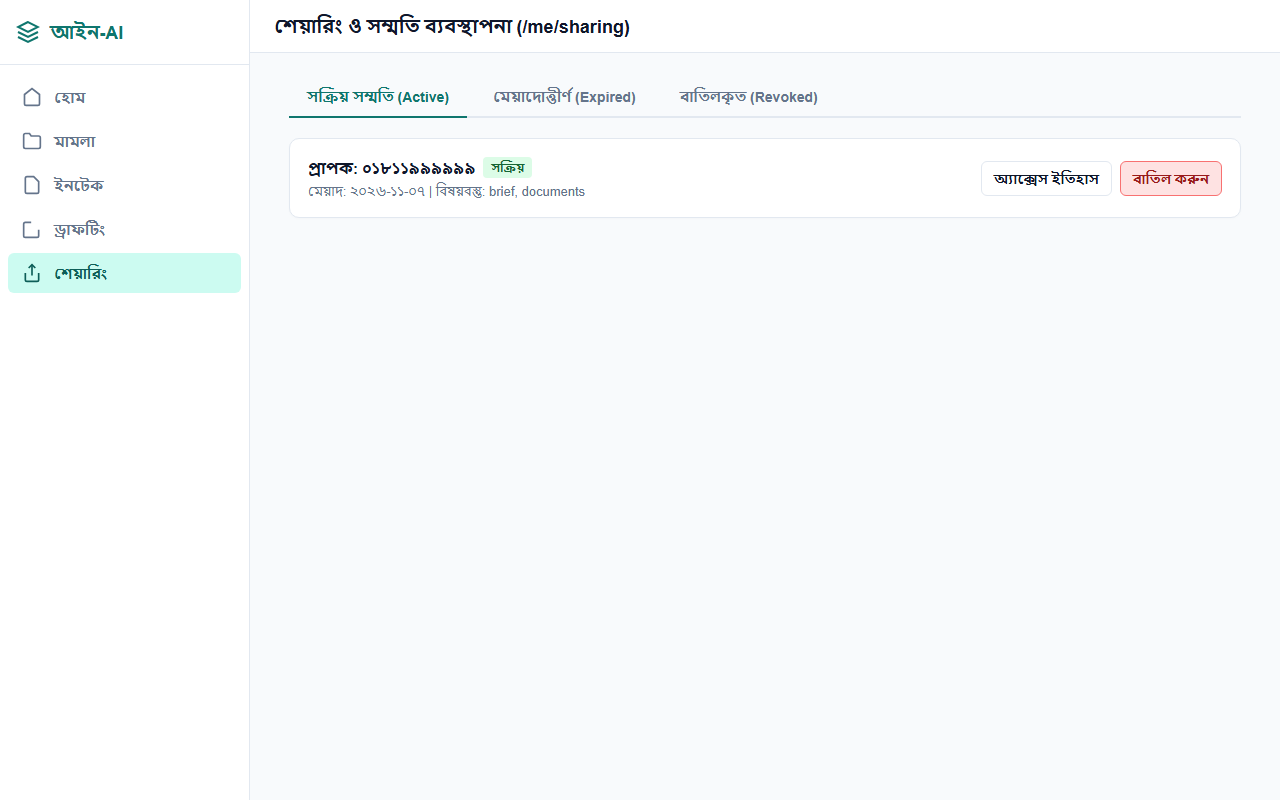 আইন-AI
শেয়ারিং ও সম্মতি ব্যবস্থাপনা (/me/sharing)
হোম
মামলা
ইনটেক
ড্রাফটিং
শেয়ারিং
সক্রিয় সম্মতি (Active)
মেয়াদোত্তীর্ণ (Expired)
বাতিলকৃত (Revoked)
প্রাপক: ০১৮১১৯৯৯৯৯৯ সক্রিয়
মেয়াদ: ২০২৬-১১-০৭ | বিষয়বস্তু: brief, documents
অ্যাক্সেস ইতিহাস
বাতিল করুন